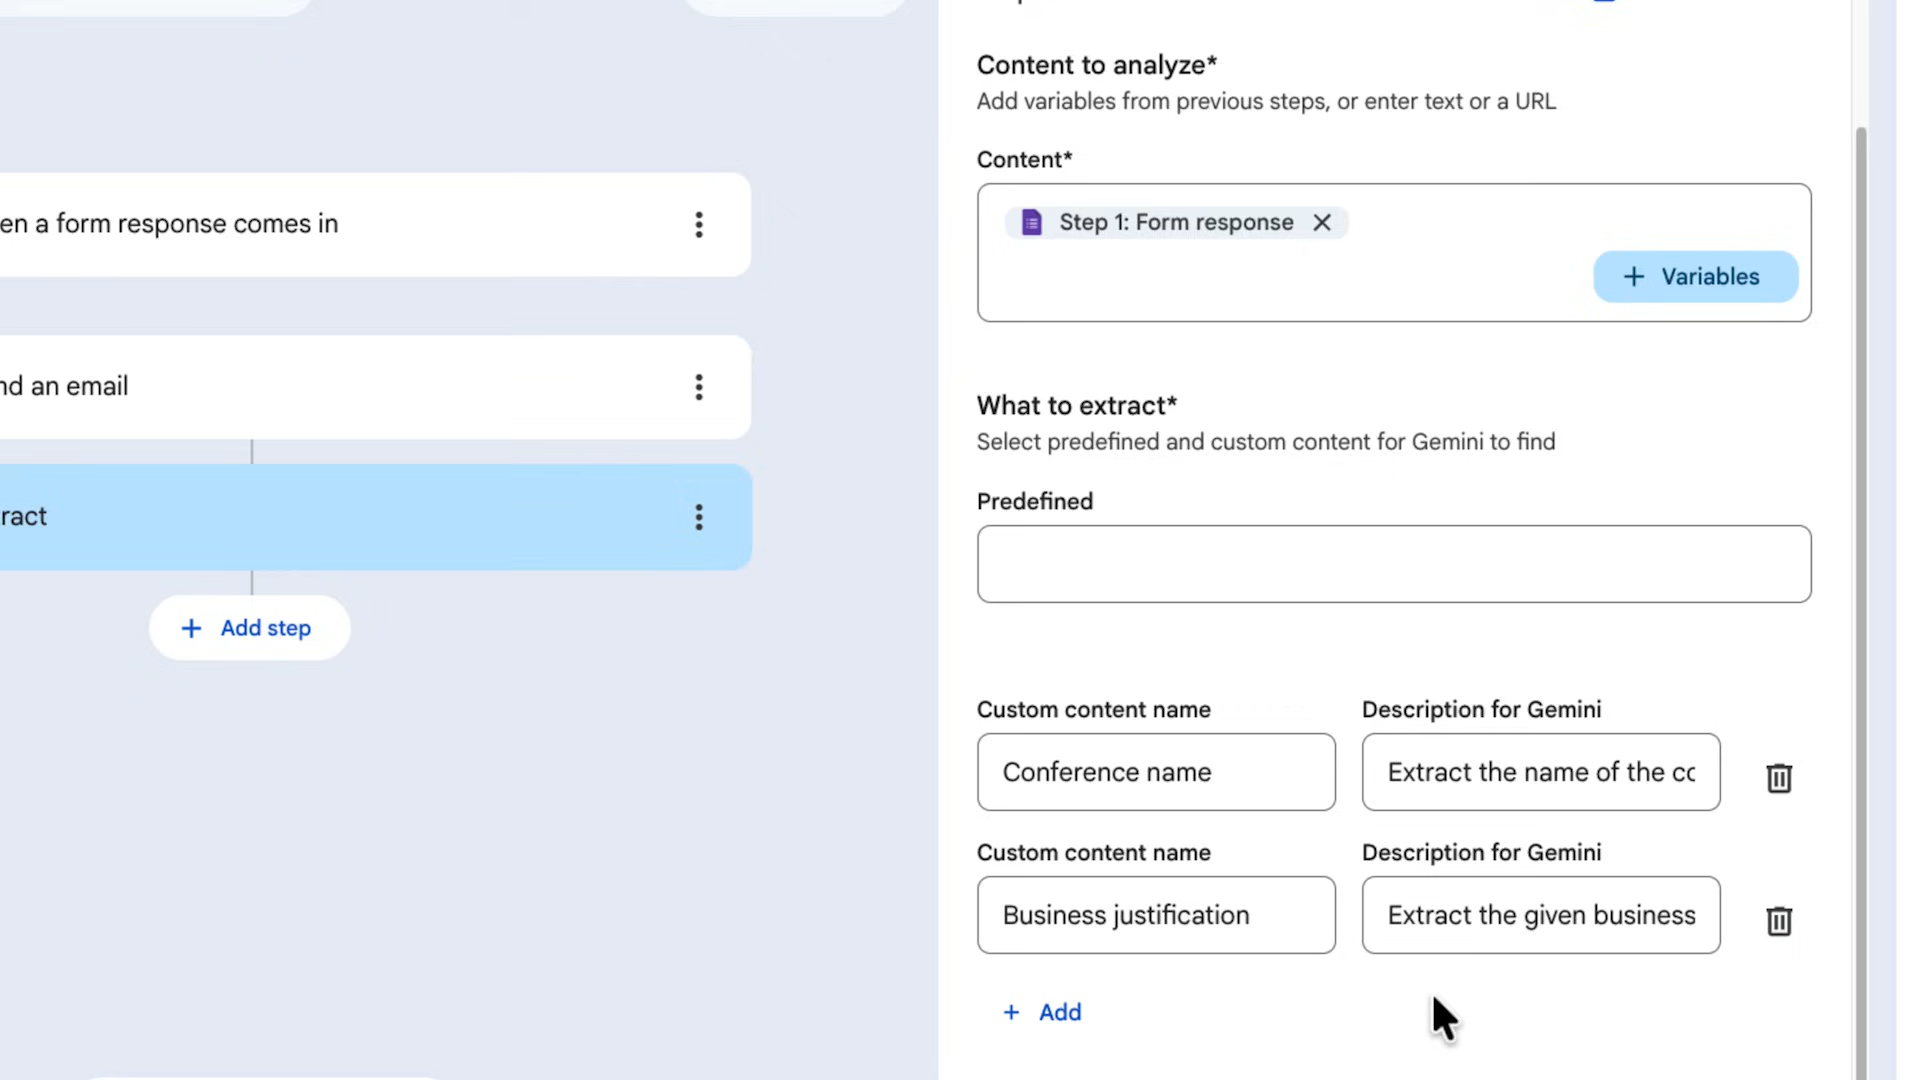 en a form response comes in
nd an email
ract
+ Add step
Content to analyze*
Add variables from previous steps, or enter text or a URL
Content*
Step 1: Form response
+ Variables
What to extract*
Select predefined and custom content for Gemini to find
Predefined
Custom content name
Description for Gemini
Conference name
Extract the name of the cc
Custom content name
Description for Gemini
Business justification
Extract the given business
+ Add